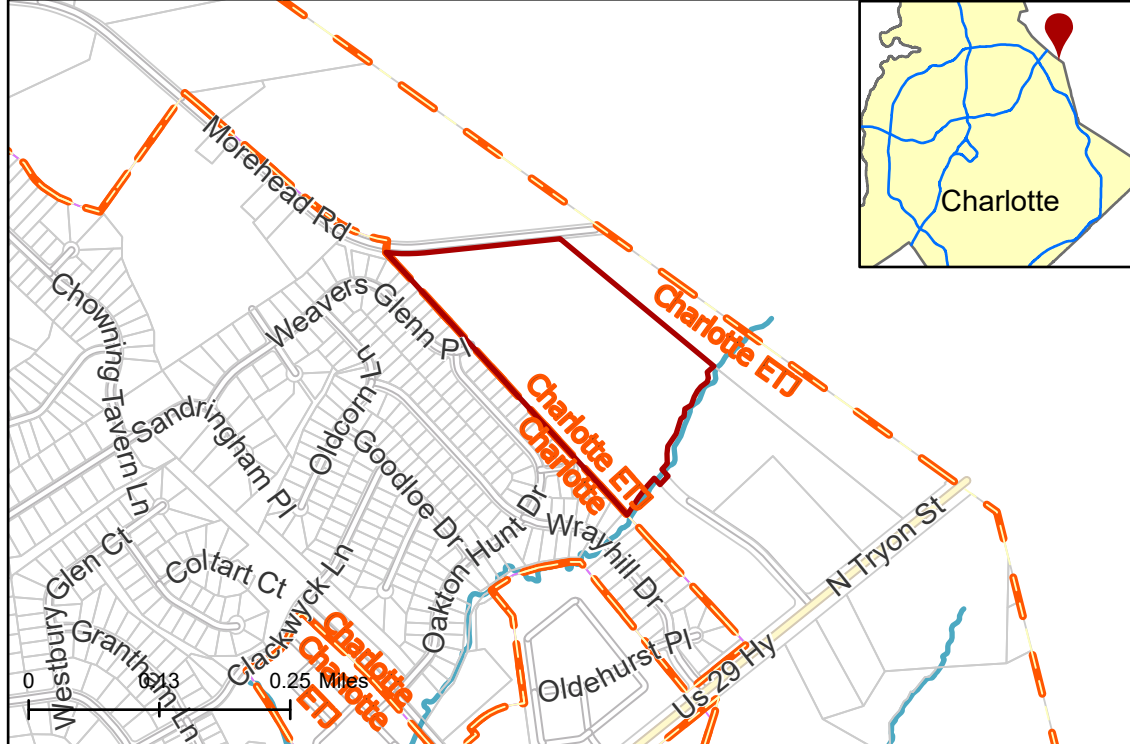 Charlotte
Morehead Rd
Chowning Tavern Ln
Weavers Glenn Pl
Charlotte ETJ
Charlotte ETJ
Charlotte
Sandringham Pl
Oldcorn Ln
Goodloe Dr
Oakton Hunt Dr
Wrayhill Dr
N Tryon St
Westbury Glen Ct
Coltart Ct
Clackwyck Ln
Grantham Ln
Oldehurst Pl
Us 29 Hy
Charlotte
Charlotte
ETJ
0 0.13 0.25 Miles